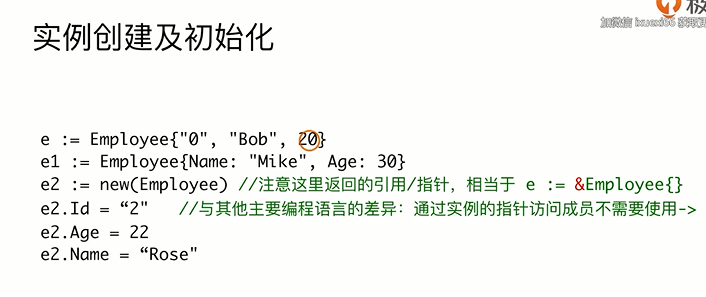 极
加微信 ixuexi66 获取更
实例创建及初始化
e := Employee{"0", "Bob", 20}
e1 := Employee{Name: "Mike", Age: 30}
e2 := new(Employee) //注意这里返回的引用/指针，相当于 e := &Employee{}
e2.Id = “2"   //与其他主要编程语言的差异：通过实例的指针访问成员不需要使用->
e2.Age = 22
e2.Name = “Rose"